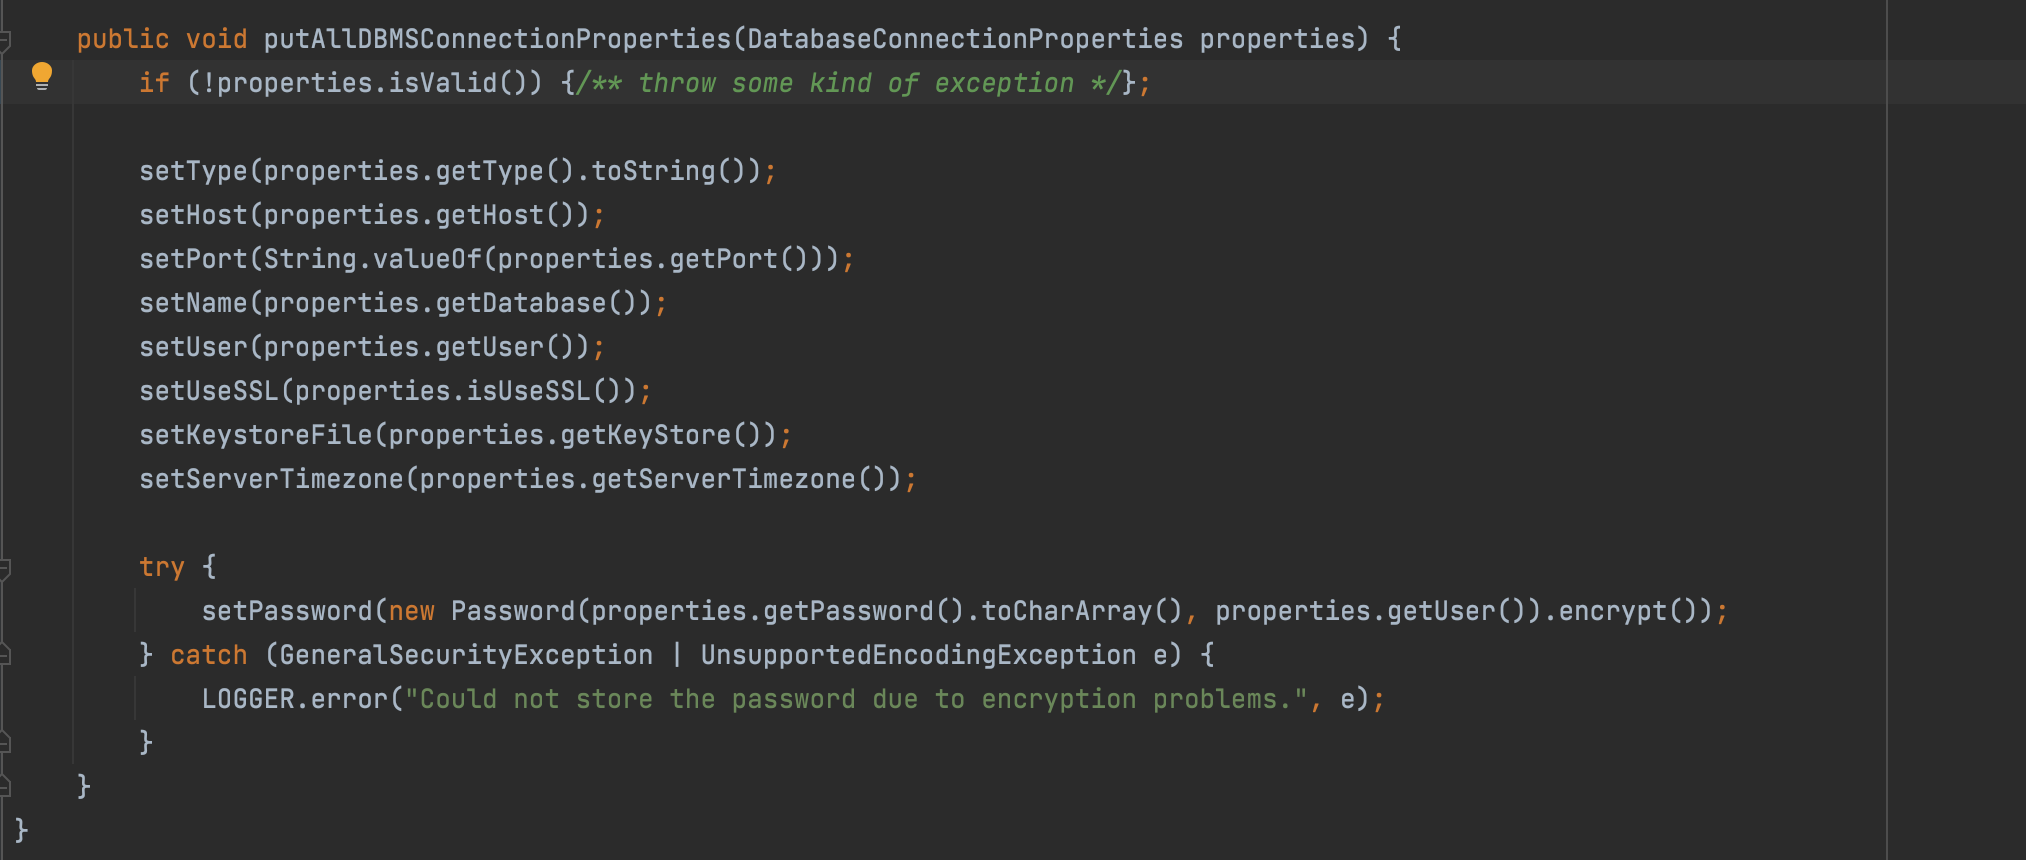 public void putAllDBMSConnectionProperties(DatabaseConnectionProperties properties) {
    if (!properties.isValid()) {/** throw some kind of exception */};

    setType(properties.getType().toString());
    setHost(properties.getHost());
    setPort(String.valueOf(properties.getPort()));
    setName(properties.getDatabase());
    setUser(properties.getUser());
    setUseSSL(properties.isUseSSL());
    setKeystoreFile(properties.getKeyStore());
    setServerTimezone(properties.getServerTimezone());

    try {
        setPassword(new Password(properties.getPassword().toCharArray(), properties.getUser()).encrypt());
    } catch (GeneralSecurityException | UnsupportedEncodingException e) {
        LOGGER.error("Could not store the password due to encryption problems.", e);
    }
}
}